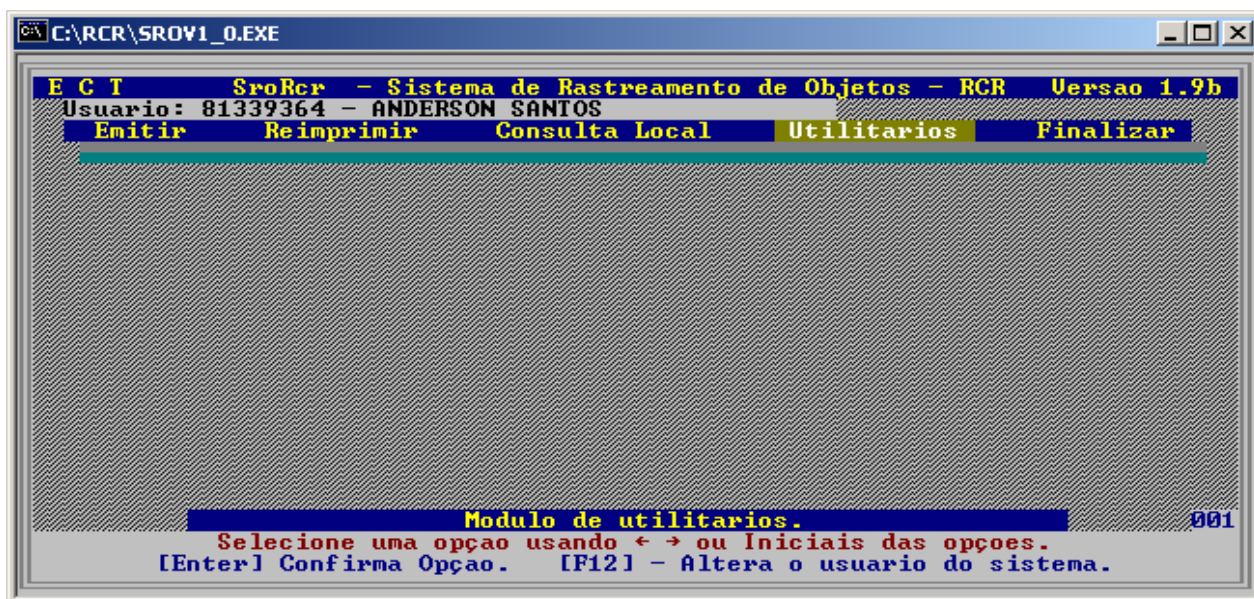 C:\RCR\SROV1_0.EXE
E C T SroRcr - Sistema de Rastreamento de Objetos - RCR Versao 1.9b
Usuario: 81339364 - ANDERSON SANTOS
Emitir Reimprimir Consulta Local Utilitarios Finalizar
Modulo de utilitarios. 001
Selecione uma opçao usando ← → ou Iniciais das opçoes.
[Enter] Confirma Opçao. [F12] - Altera o usuario do sistema.